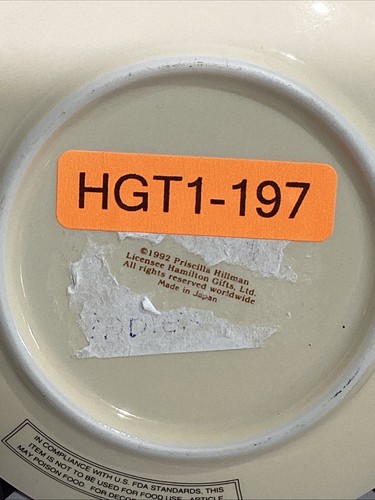 HGT1-197
©1992 Priscilla Hillman
Licensee Hamilton Gifts, Ltd.
All rights reserved worldwide
Made in Japan
IN COMPLIANCE WITH U.S. FDA STANDARDS, THIS
ITEM IS NOT TO BE USED FOR FOOD USE- ARTICLE
MAY POISON FOOD. FOR DECOR